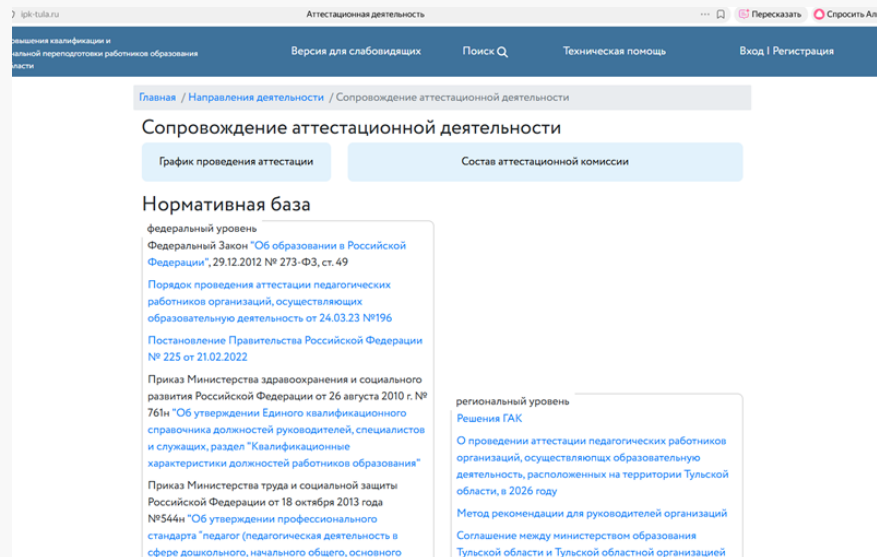 ipk-tula.ru
Аттестационная деятельность
Пересказать
Спросить Ал
овышения квалификации и
нальной переподготовки работников образования
ласти
Версия для слабовидящих
Поиск
Техническая помощь
Вход | Регистрация
Главная / Направления деятельности / Сопровождение аттестационной деятельности
Сопровождение аттестационной деятельности
График проведения аттестации
Состав аттестационной комиссии
Нормативная база
федеральный уровень
Федеральный Закон "Об образовании в Российской
Федерации", 29.12.2012 № 273-ФЗ, ст. 49
Порядок проведения аттестации педагогических
работников организаций, осуществляющих
образовательную деятельность от 24.03.23 №196
Постановление Правительства Российской Федерации
№ 225 от 21.02.2022
Приказ Министерства здравоохранения и социального
развития Российской Федерации от 26 августа 2010 г. №
761н "Об утверждении Единого квалификационного
справочника должностей руководителей, специалистов
и служащих, раздел "Квалификационные
характеристики должностей работников образования"
Приказ Министерства труда и социальной защиты
Российской Федерации от 18 октября 2013 года
№544н "Об утверждении профессионального
стандарта "педагог (педагогическая деятельность в
сфере дошкольного, начального общего, основного
региональный уровень
Решения ГАК
О проведении аттестации педагогических работников
организаций, осуществляющх образовательную
деятельность, расположенных на территории Тульской
области, в 2026 году
Метод рекомендации для руководителей организаций
Соглашение между министерством образования
Тульской области и Тульской областной организацией